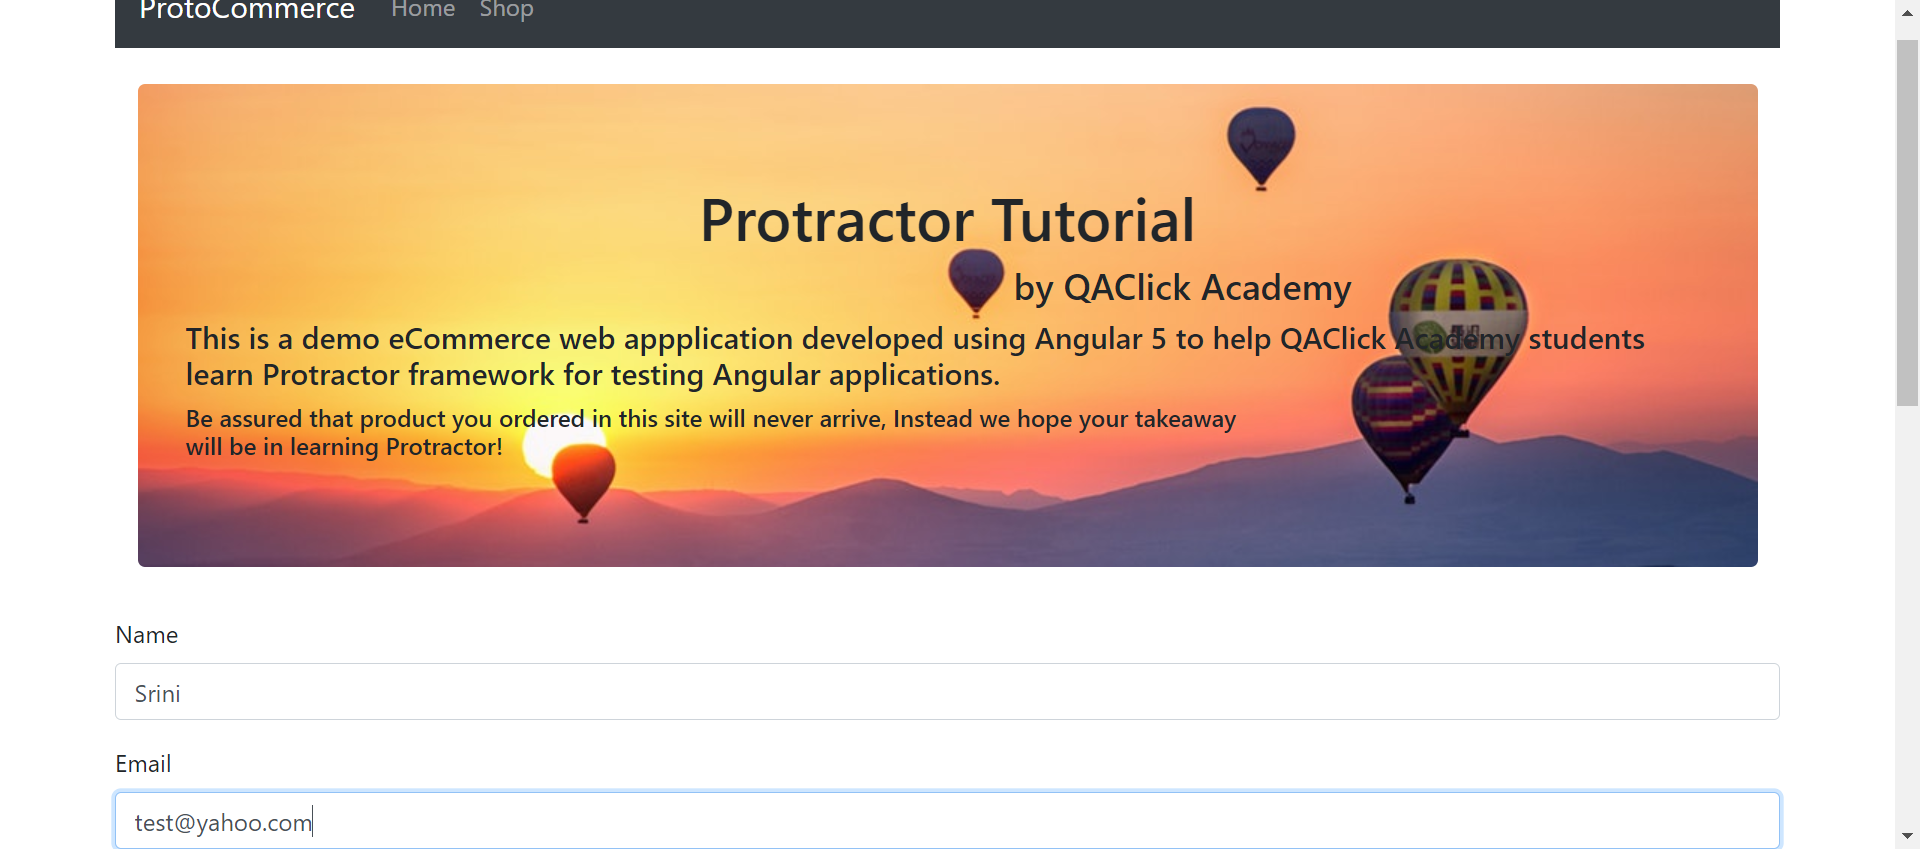 ProtoCommerce Home Shop
Protractor Tutorial
by QAClick Academy
This is a demo eCommerce web appplication developed using Angular 5 to help QAClick Academy students
learn Protractor framework for testing Angular applications.
Be assured that product you ordered in this site will never arrive, Instead we hope your takeaway
will be in learning Protractor!
Name
Srini
Email
test@yahoo.com